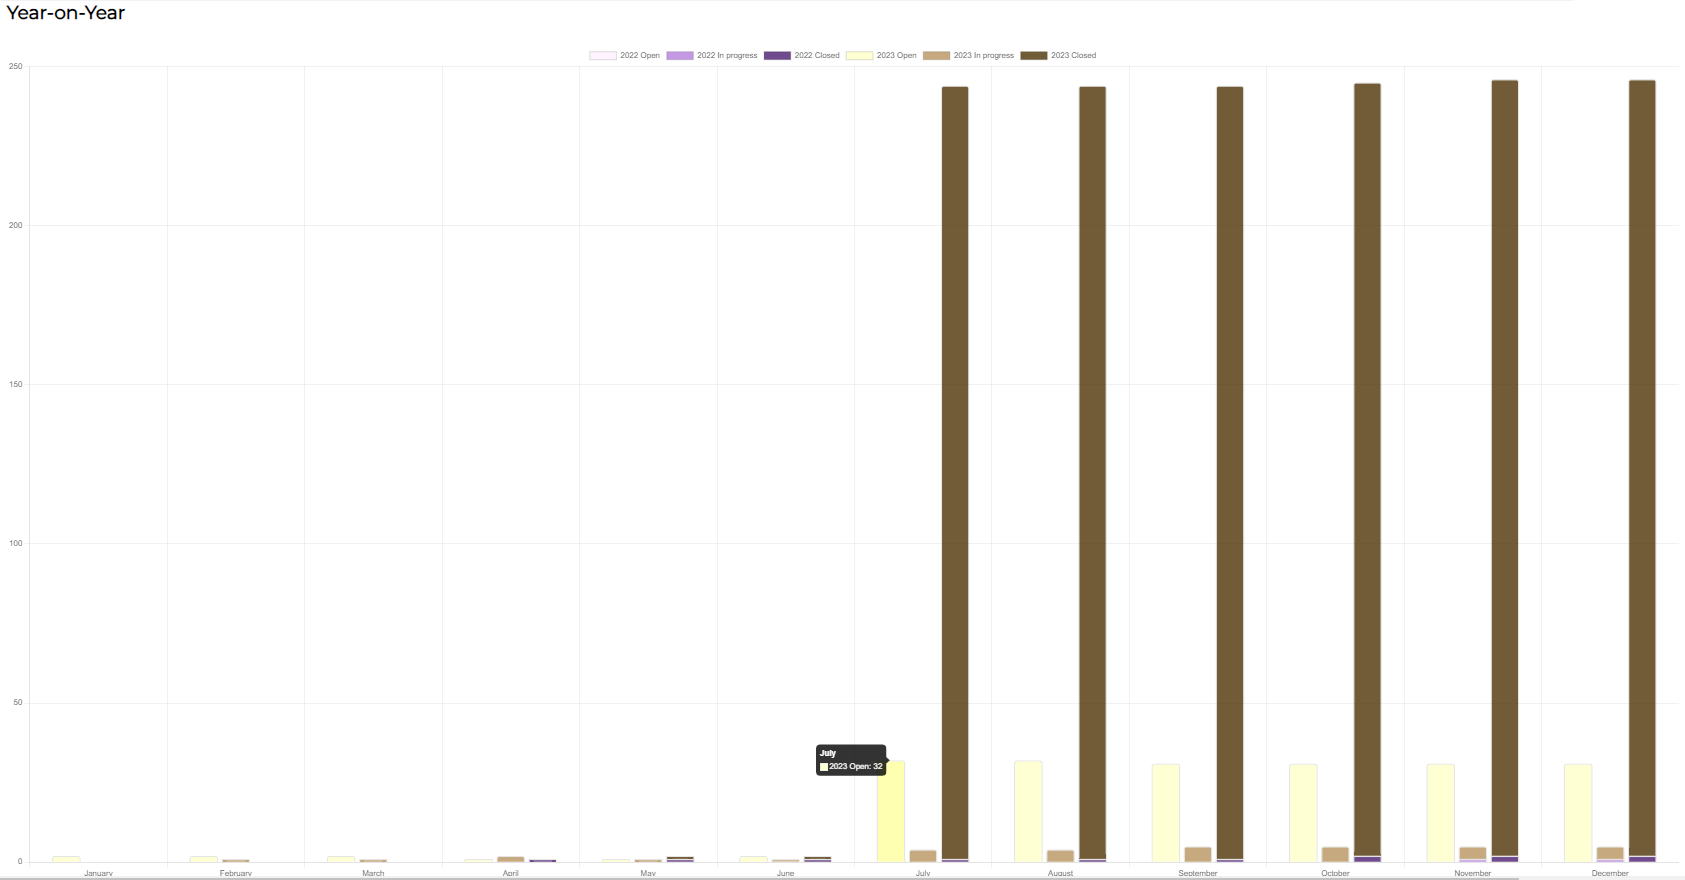 Year-on-Year
2022 Open 2022 In progress 2022 Closed 2023 Open 2023 In progress 2023 Closed
250
200
150
100
50
0
July
2023 Open: 32
January February March April May June July August September October November December